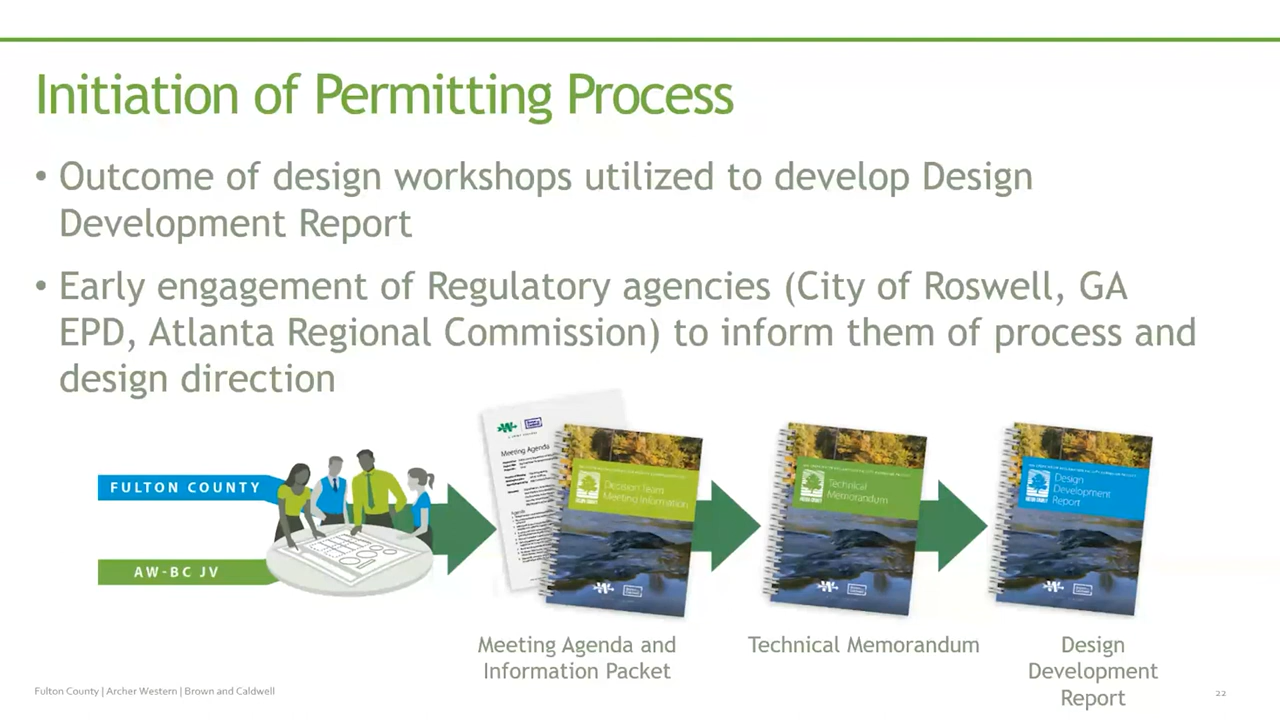 Initiation of Permitting Process
• Outcome of design workshops utilized to develop Design
Development Report
• Early engagement of Regulatory agencies (City of Roswell, GA
EPD, Atlanta Regional Commission) to inform them of process and
design direction
FULTON COUNTY
AW-BC JV
Meeting Agenda
Decision Team
Meeting Information
Technical
Memorandum
Design
Development
Report
Meeting Agenda and
Information Packet
Technical Memorandum
Design
Development
Report
Fulton County | Archer Western | Brown and Caldwell
22